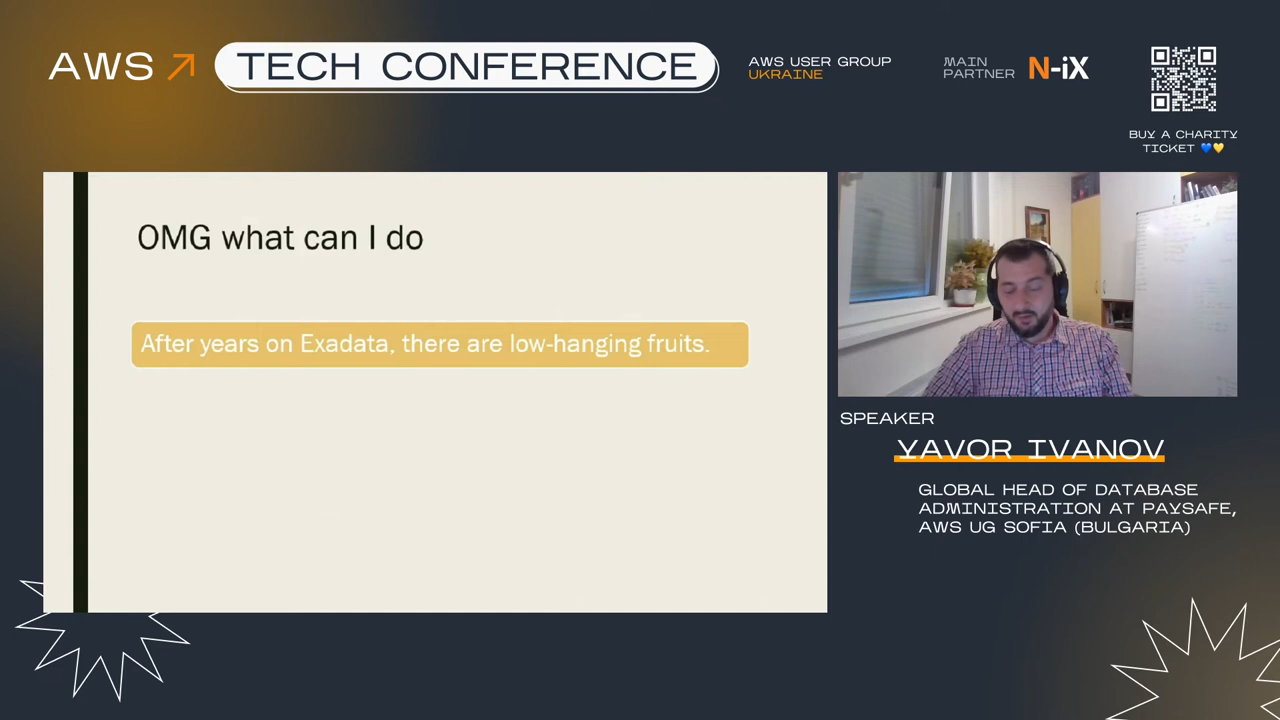 AWS ↗ TECH CONFERENCE
AWS USER GROUP
UKRAINE
MAIN
PARTNER
N-iX
BUY A CHARITY
TICKET 💙💛
OMG what can I do
After years on Exadata, there are low-hanging fruits.
SPEAKER
YAVOR IVANOV
GLOBAL HEAD OF DATABASE
ADMINISTRATION AT PAYSAFE,
AWS UG SOFIA (BULGARIA)